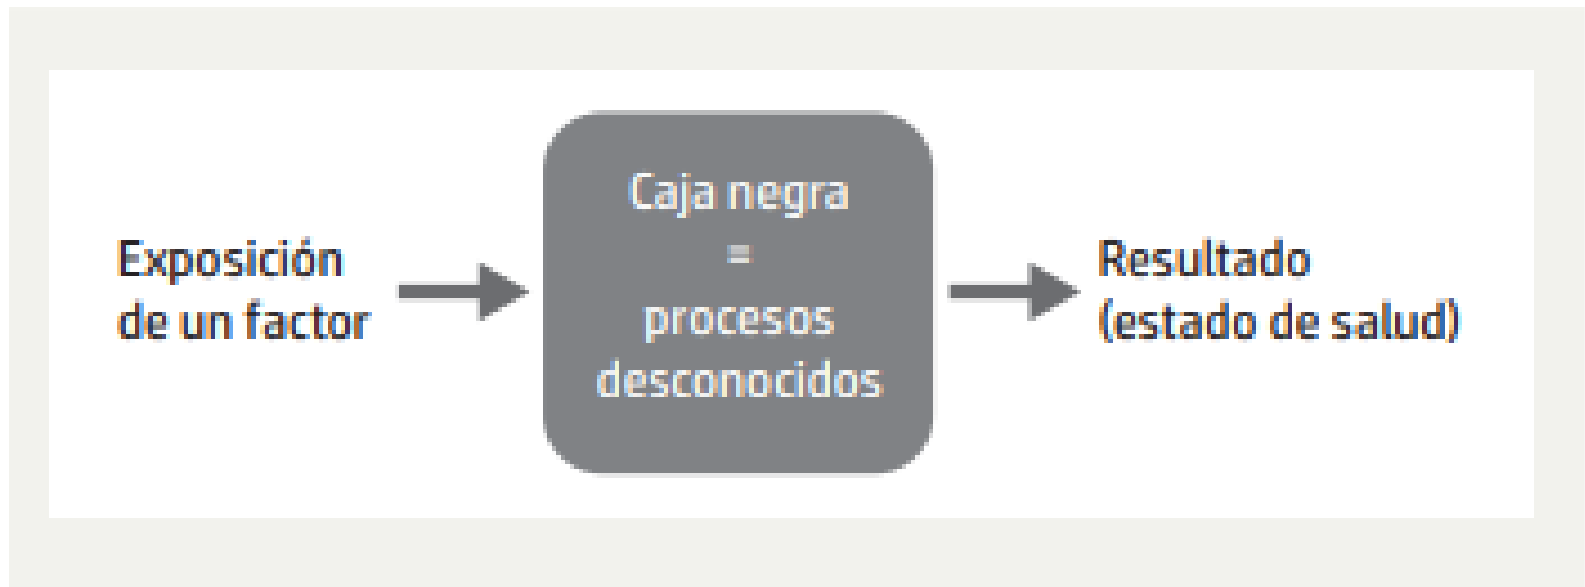 Exposición
de un factor
Caja negra
=
procesos
desconocidos
Resultado
(estado de salud)